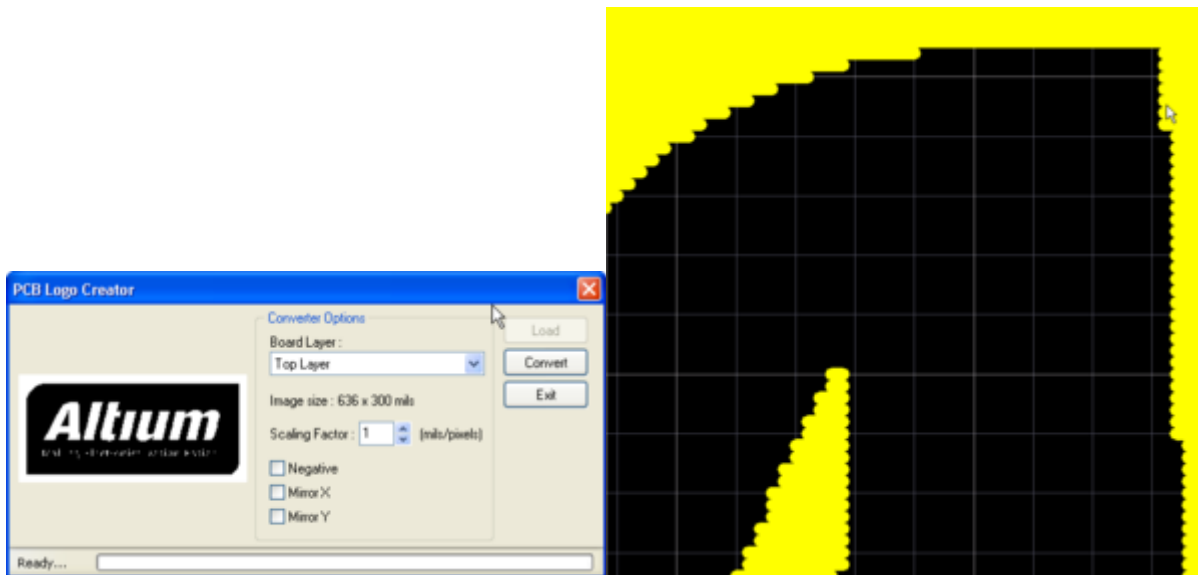 PCB Logo Creator
Converter Options
Board Layer :
Top Layer
Image size : 636 x 300 mils
Scaling Factor : 1 (mils/pixels)
Negative
Mirror X
Mirror Y
Load
Convert
Exit
Altium
Ready...